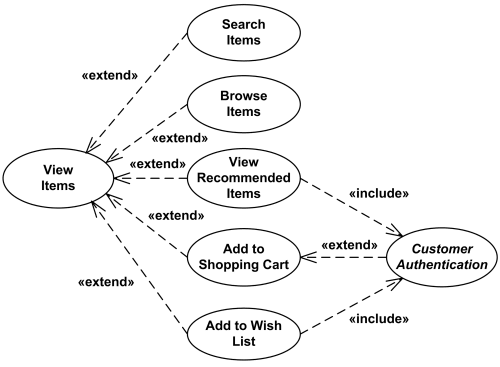 Search
Items
«extend»
Browse
Items
«extend»
View
Items
«extend»
View
Recommended
Items
«include»
«extend»
Add to
Shopping Cart
«extend»
Customer
Authentication
«extend»
Add to Wish
List
«include»